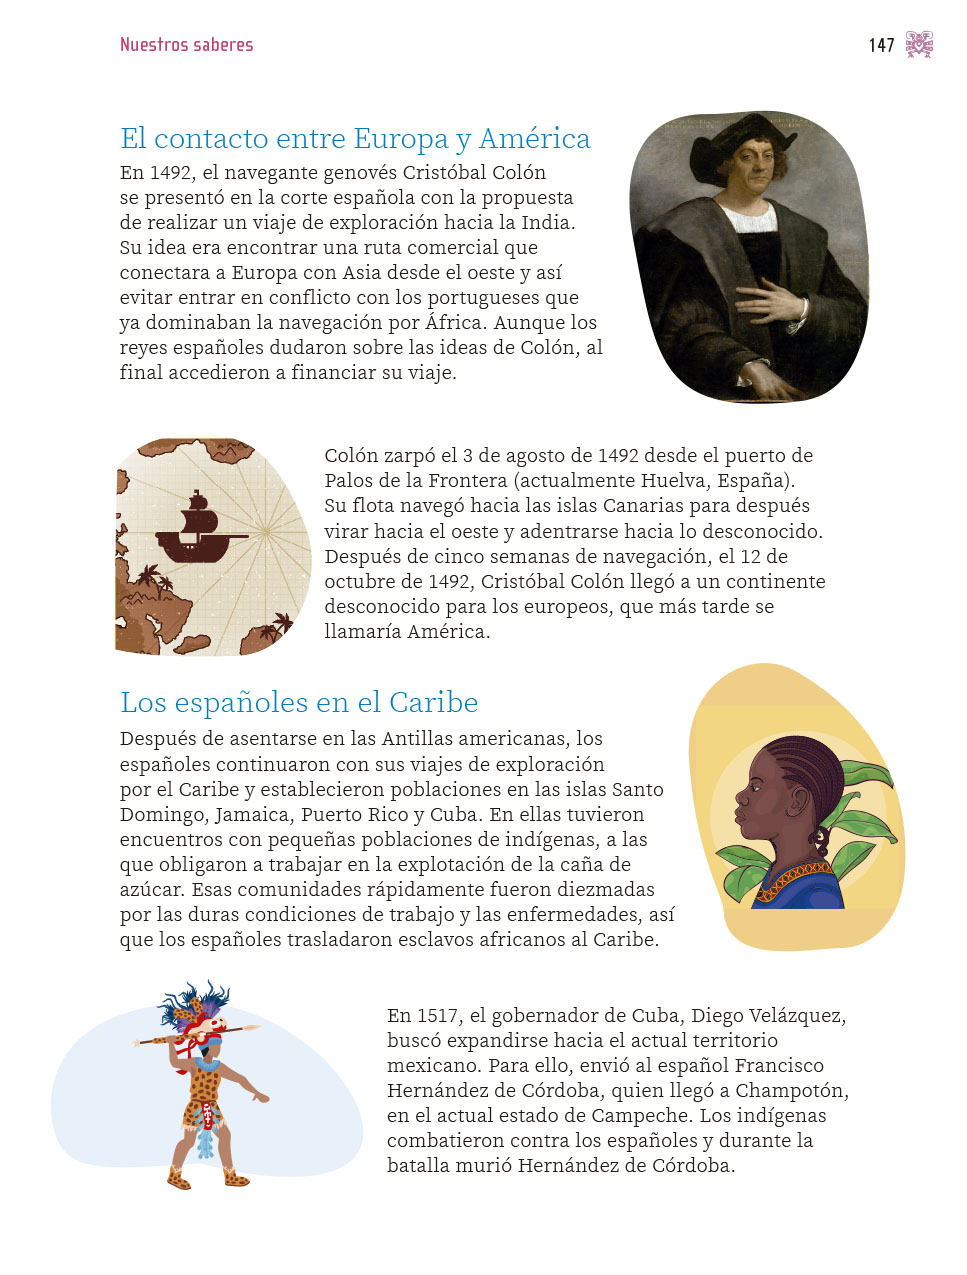 Nuestros saberes
147
El contacto entre Europa y América
En 1492, el navegante genovés Cristóbal Colón
se presentó en la corte española con la propuesta
de realizar un viaje de exploración hacia la India.
Su idea era encontrar una ruta comercial que
conectara a Europa con Asia desde el oeste y así
evitar entrar en conflicto con los portugueses que
ya dominaban la navegación por África. Aunque los
reyes españoles dudaron sobre las ideas de Colón, al
final accedieron a financiar su viaje.
Colón zarpó el 3 de agosto de 1492 desde el puerto de
Palos de la Frontera (actualmente Huelva, España).
Su flota navegó hacia las islas Canarias para después
virar hacia el oeste y adentrarse hacia lo desconocido.
Después de cinco semanas de navegación, el 12 de
octubre de 1492, Cristóbal Colón llegó a un continente
desconocido para los europeos, que más tarde se
llamaría América.
Los españoles en el Caribe
Después de asentarse en las Antillas americanas, los
españoles continuaron con sus viajes de exploración
por el Caribe y establecieron poblaciones en las islas Santo
Domingo, Jamaica, Puerto Rico y Cuba. En ellas tuvieron
encuentros con pequeñas poblaciones de indígenas, a las
que obligaron a trabajar en la explotación de la caña de
azúcar. Esas comunidades rápidamente fueron diezmadas
por las duras condiciones de trabajo y las enfermedades, así
que los españoles trasladaron esclavos africanos al Caribe.
En 1517, el gobernador de Cuba, Diego Velázquez,
buscó expandirse hacia el actual territorio
mexicano. Para ello, envió al español Francisco
Hernández de Córdoba, quien llegó a Champotón,
en el actual estado de Campeche. Los indígenas
combatieron contra los españoles y durante la
batalla murió Hernández de Córdoba.